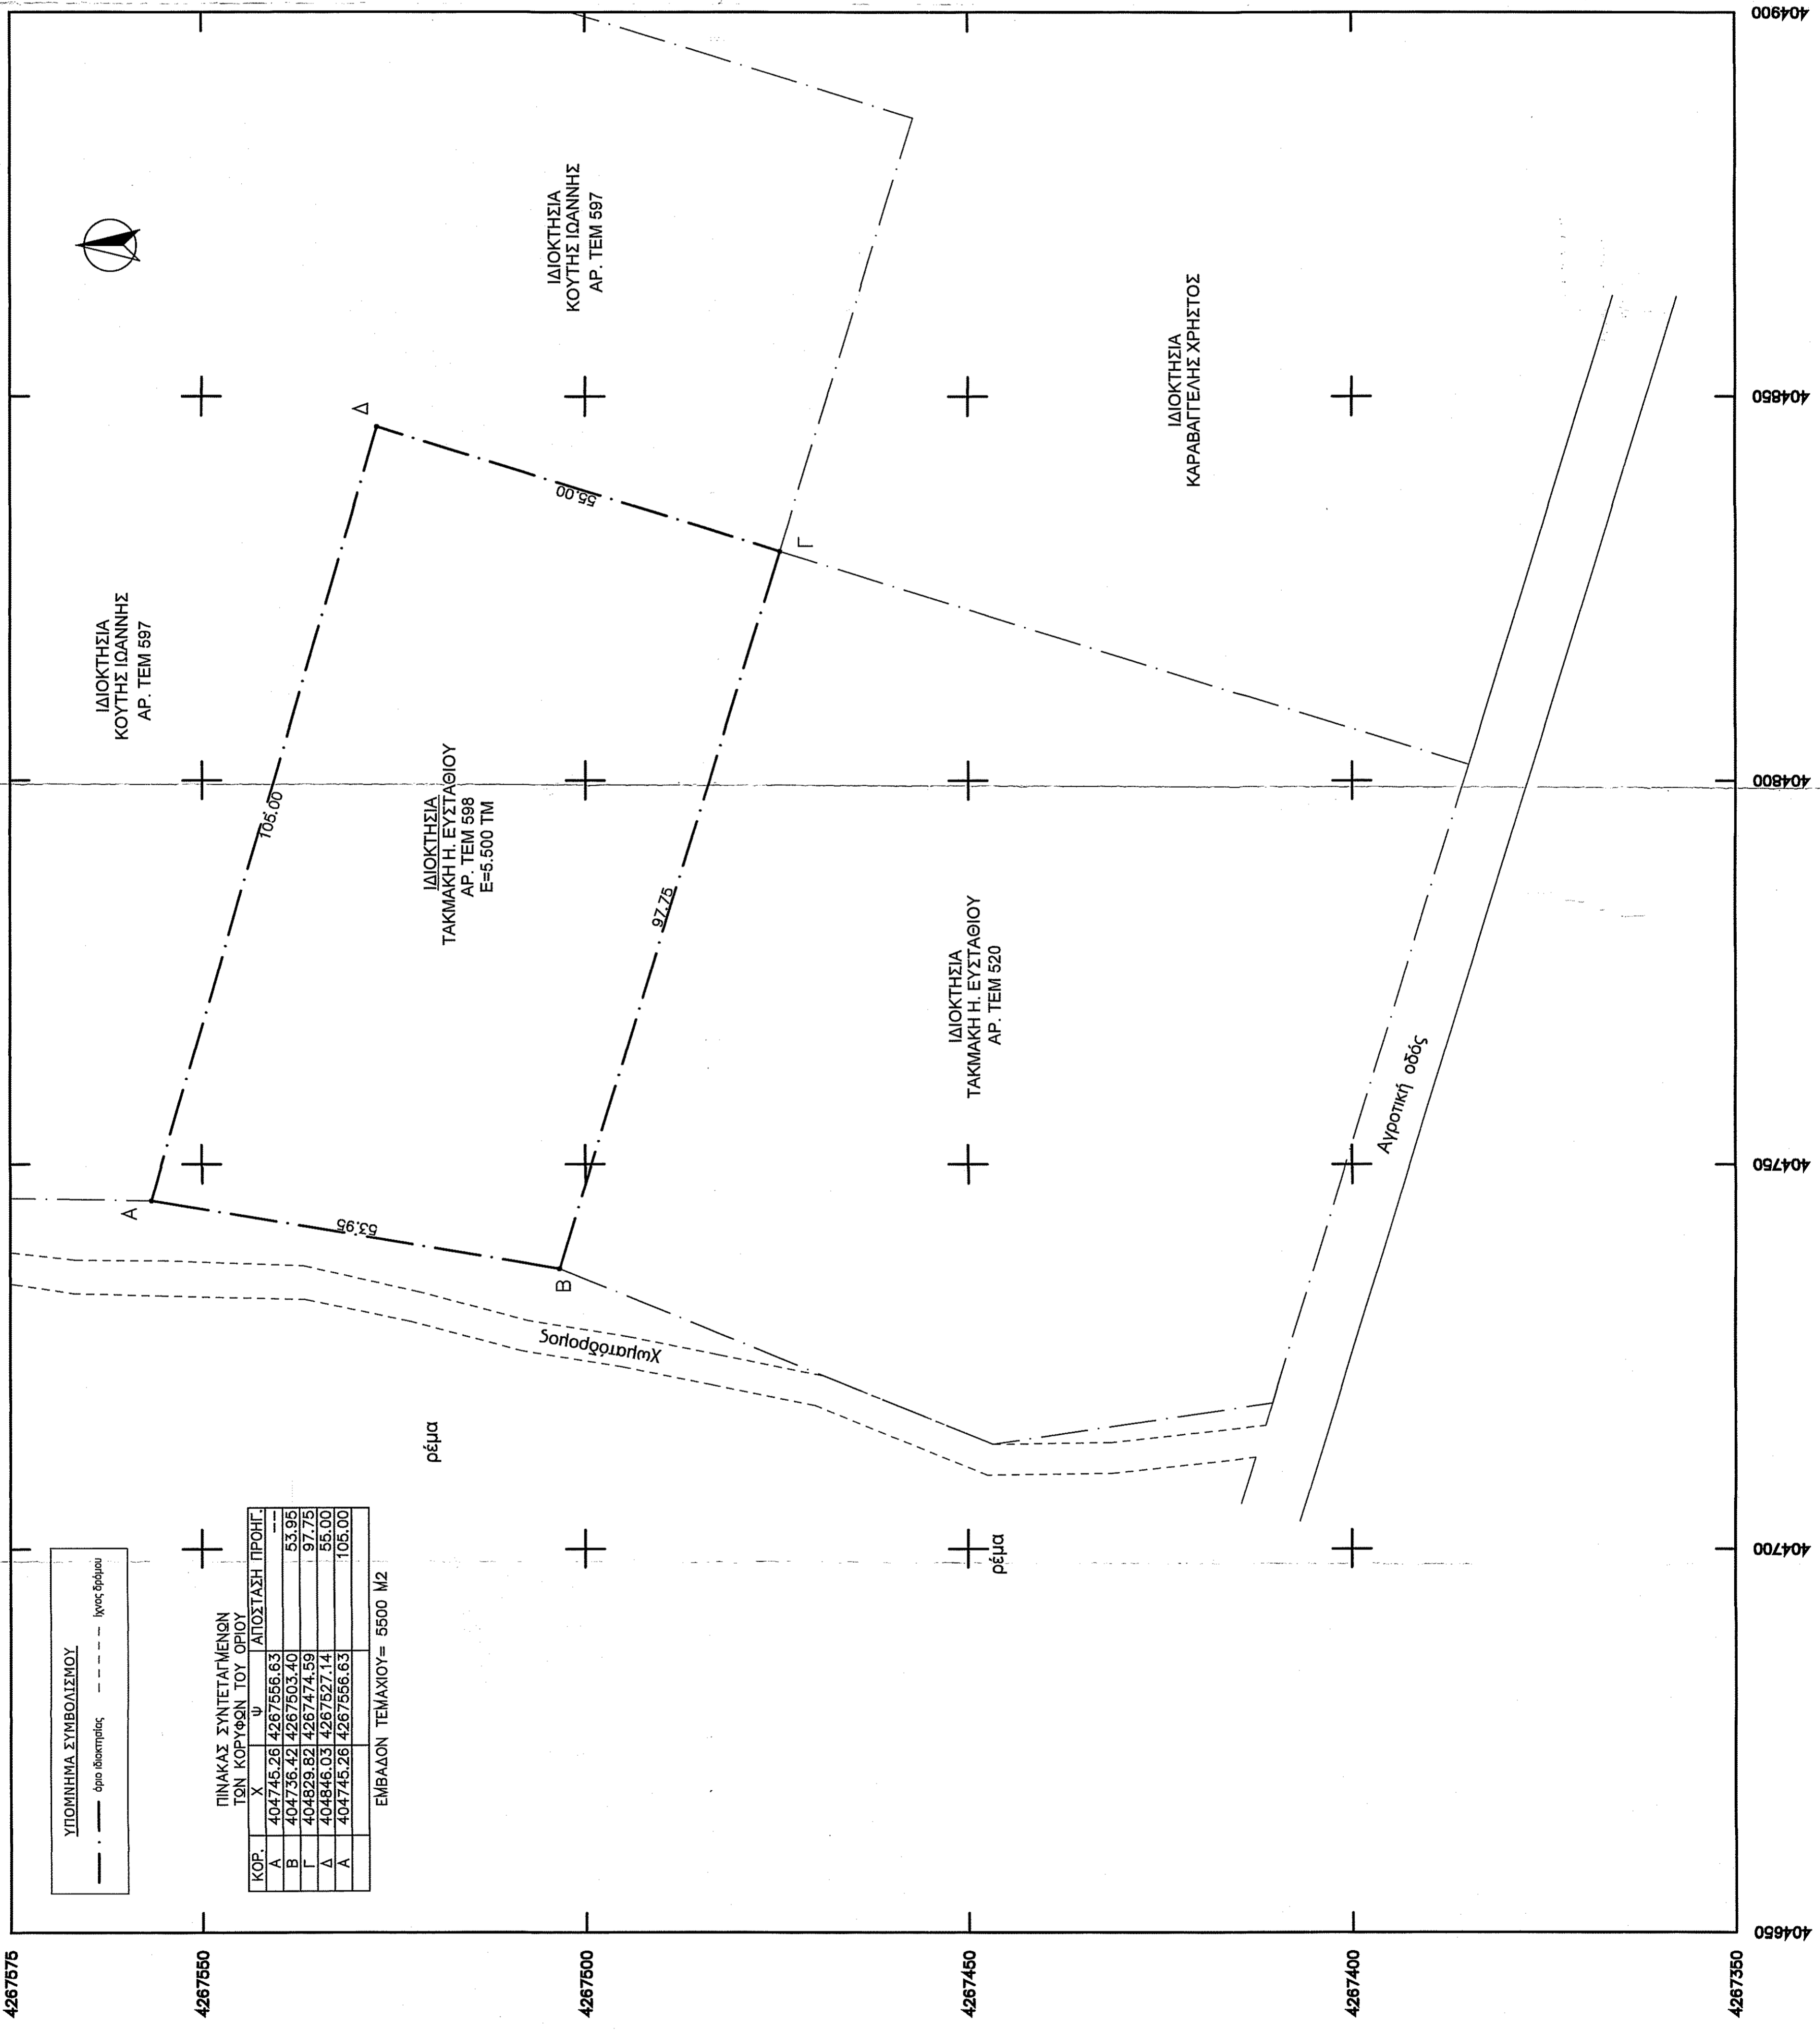 ΥΠΟΜΝΗΜΑ ΣΥΜΒΟΛΙΣΜΟΥ
όριο ιδιοκτησίας
ίχνος δρόμου
ΠΙΝΑΚΑΣ ΣΥΝΤΕΤΑΓΜΕΝΩΝ
ΤΩΝ ΚΟΡΥΦΩΝ ΤΟΥ ΟΡΙΟΥ
ΚΟΡ. Χ Ψ ΑΠΟΣΤΑΣΗ ΠΡΟΗΓ.
Α 404745.26 4267556.63 ---
Β 404736.42 4267503.40 53.95
Γ 404829.82 4267474.59 97.75
Δ 404846.03 4267527.14 55.00
Α 404745.26 4267556.63 105.00
ΕΜΒΑΔΟΝ ΤΕΜΑΧΙΟΥ= 5500 Μ2
ΙΔΙΟΚΤΗΣΙΑ
ΚΟΥΤΗΣ ΙΩΑΝΝΗΣ
ΑΡ. ΤΕΜ 597
Α
Δ
105.00
53.95
55.00
ΙΔΙΟΚΤΗΣΙΑ
ΤΑΚΜΑΚΗ Η. ΕΥΣΤΑΘΙΟΥ
ΑΡ. ΤΕΜ 598
Ε=5.500 ΤΜ
ΙΔΙΟΚΤΗΣΙΑ
ΚΟΥΤΗΣ ΙΩΑΝΝΗΣ
ΑΡ. ΤΕΜ 597
97.75
Β
Γ
Χωματόδρομος
ρέμα
ρέμα
ΙΔΙΟΚΤΗΣΙΑ
ΤΑΚΜΑΚΗ Η. ΕΥΣΤΑΘΙΟΥ
ΑΡ. ΤΕΜ 520
ΙΔΙΟΚΤΗΣΙΑ
ΚΑΡΑΒΑΓΓΕΛΗΣ ΧΡΗΣΤΟΣ
Αγροτική οδός
4267575
4267550
4267500
4267450
4267400
4267350
404650
404700
404750
404800
404850
404900